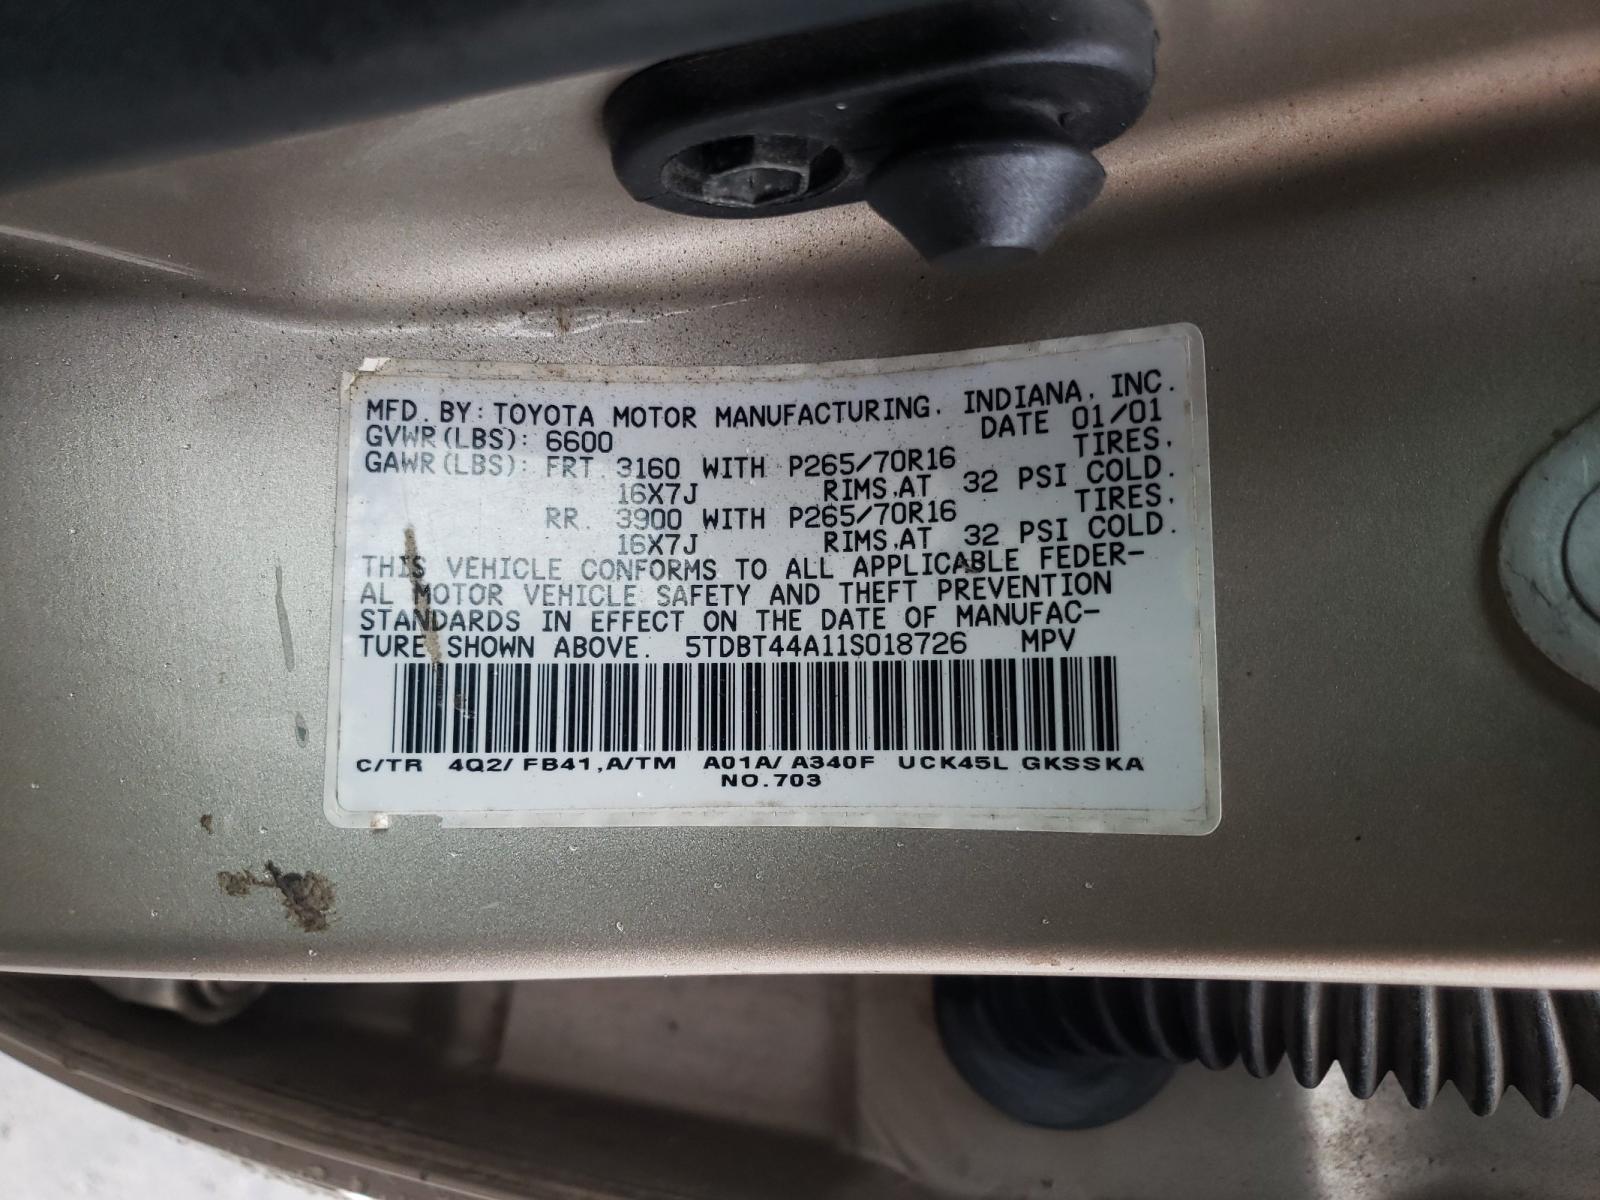 MFD. BY: TOYOTA MOTOR MANUFACTURING, INDIANA, INC.
GVWR(LBS): 6600 DATE 01/01
GAWR(LBS): FRT. 3160 WITH P265/70R16 TIRES,
16X7J RIMS,AT 32 PSI COLD.
RR. 3900 WITH P265/70R16 TIRES,
16X7J RIMS,AT 32 PSI COLD.
THIS VEHICLE CONFORMS TO ALL APPLICABLE FEDER-
AL MOTOR VEHICLE SAFETY AND THEFT PREVENTION
STANDARDS IN EFFECT ON THE DATE OF MANUFAC-
TURE SHOWN ABOVE. 5TDBT44A11S018726 MPV
C/TR 4Q2/ FB41,A/TM A01A/ A340F UCK45L GKSSKA
NO.703